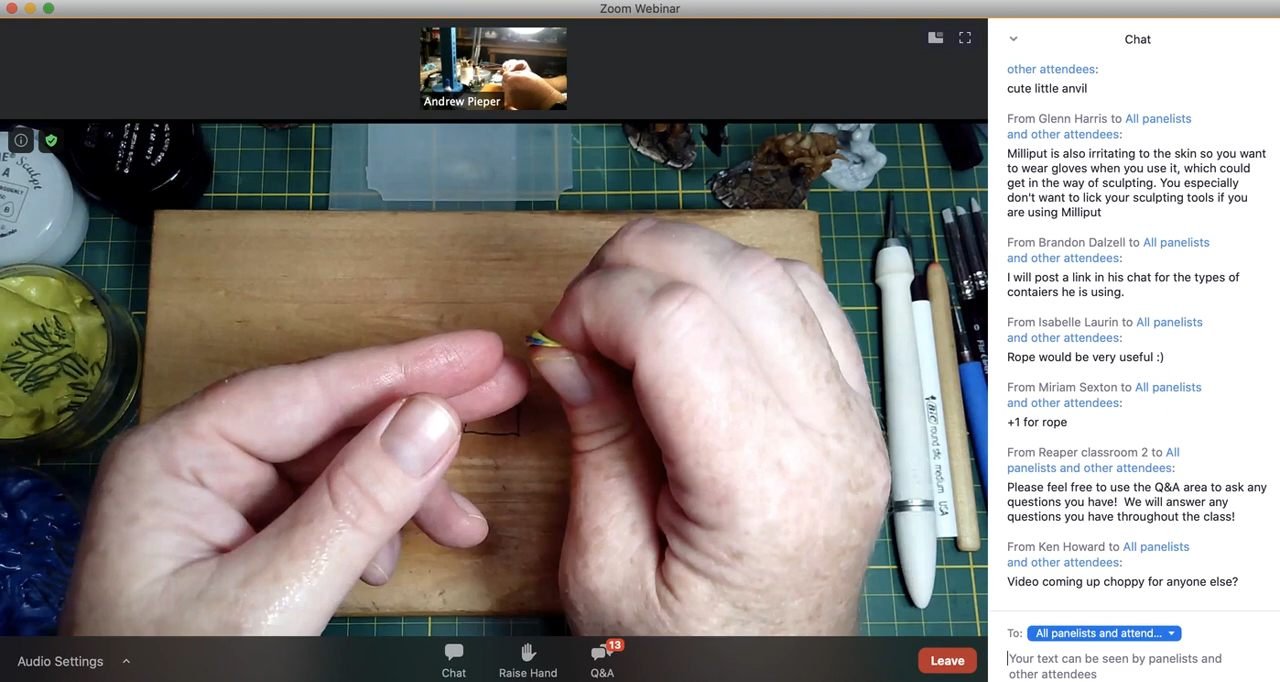 Zoom Webinar
Andrew Pieper
Sculpt
A
B
BIC round stic medium USA
Audio Settings
Chat
Raise Hand
13
Q&A
Leave
Chat
other attendees:
cute little anvil
From Glenn Harris to All panelists
and other attendees:
Milliput is also irritating to the skin so you want
to wear gloves when you use it, which could
get in the way of sculpting. You especially
don't want to lick your sculpting tools if you
are using Milliput
From Brandon Dalzell to All panelists
and other attendees:
I will post a link in his chat for the types of
contaiers he is using.
From Isabelle Laurin to All panelists
and other attendees:
Rope would be very useful :)
From Miriam Sexton to All panelists
and other attendees:
+1 for rope
From Reaper classroom 2 to All
panelists and other attendees:
Please feel free to use the Q&A area to ask any
questions you have!  We will answer any
questions you have throughout the class!
From Ken Howard to All panelists
and other attendees:
Video coming up choppy for anyone else?
To: All panelists and attend...
Your text can be seen by panelists and
other attendees